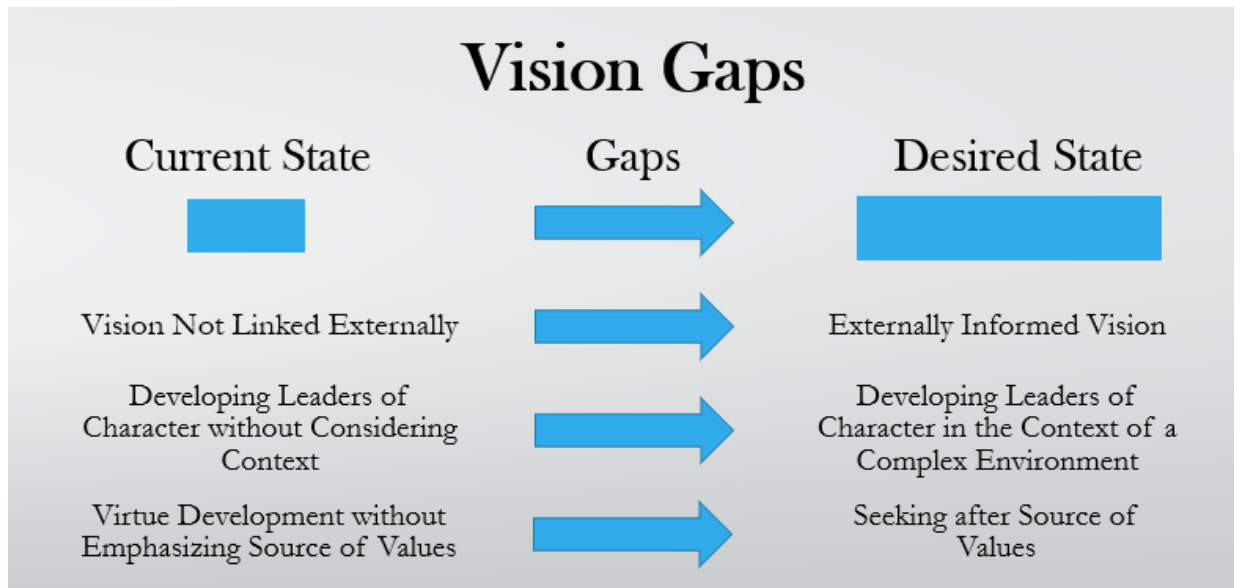 Vision Gaps
Current State
Gaps
Desired State
Vision Not Linked Externally
Externally Informed Vision
Developing Leaders of
Character without Considering
Context
Developing Leaders of
Character in the Context of a
Complex Environment
Virtue Development without
Emphasizing Source of Values
Seeking after Source of
Values